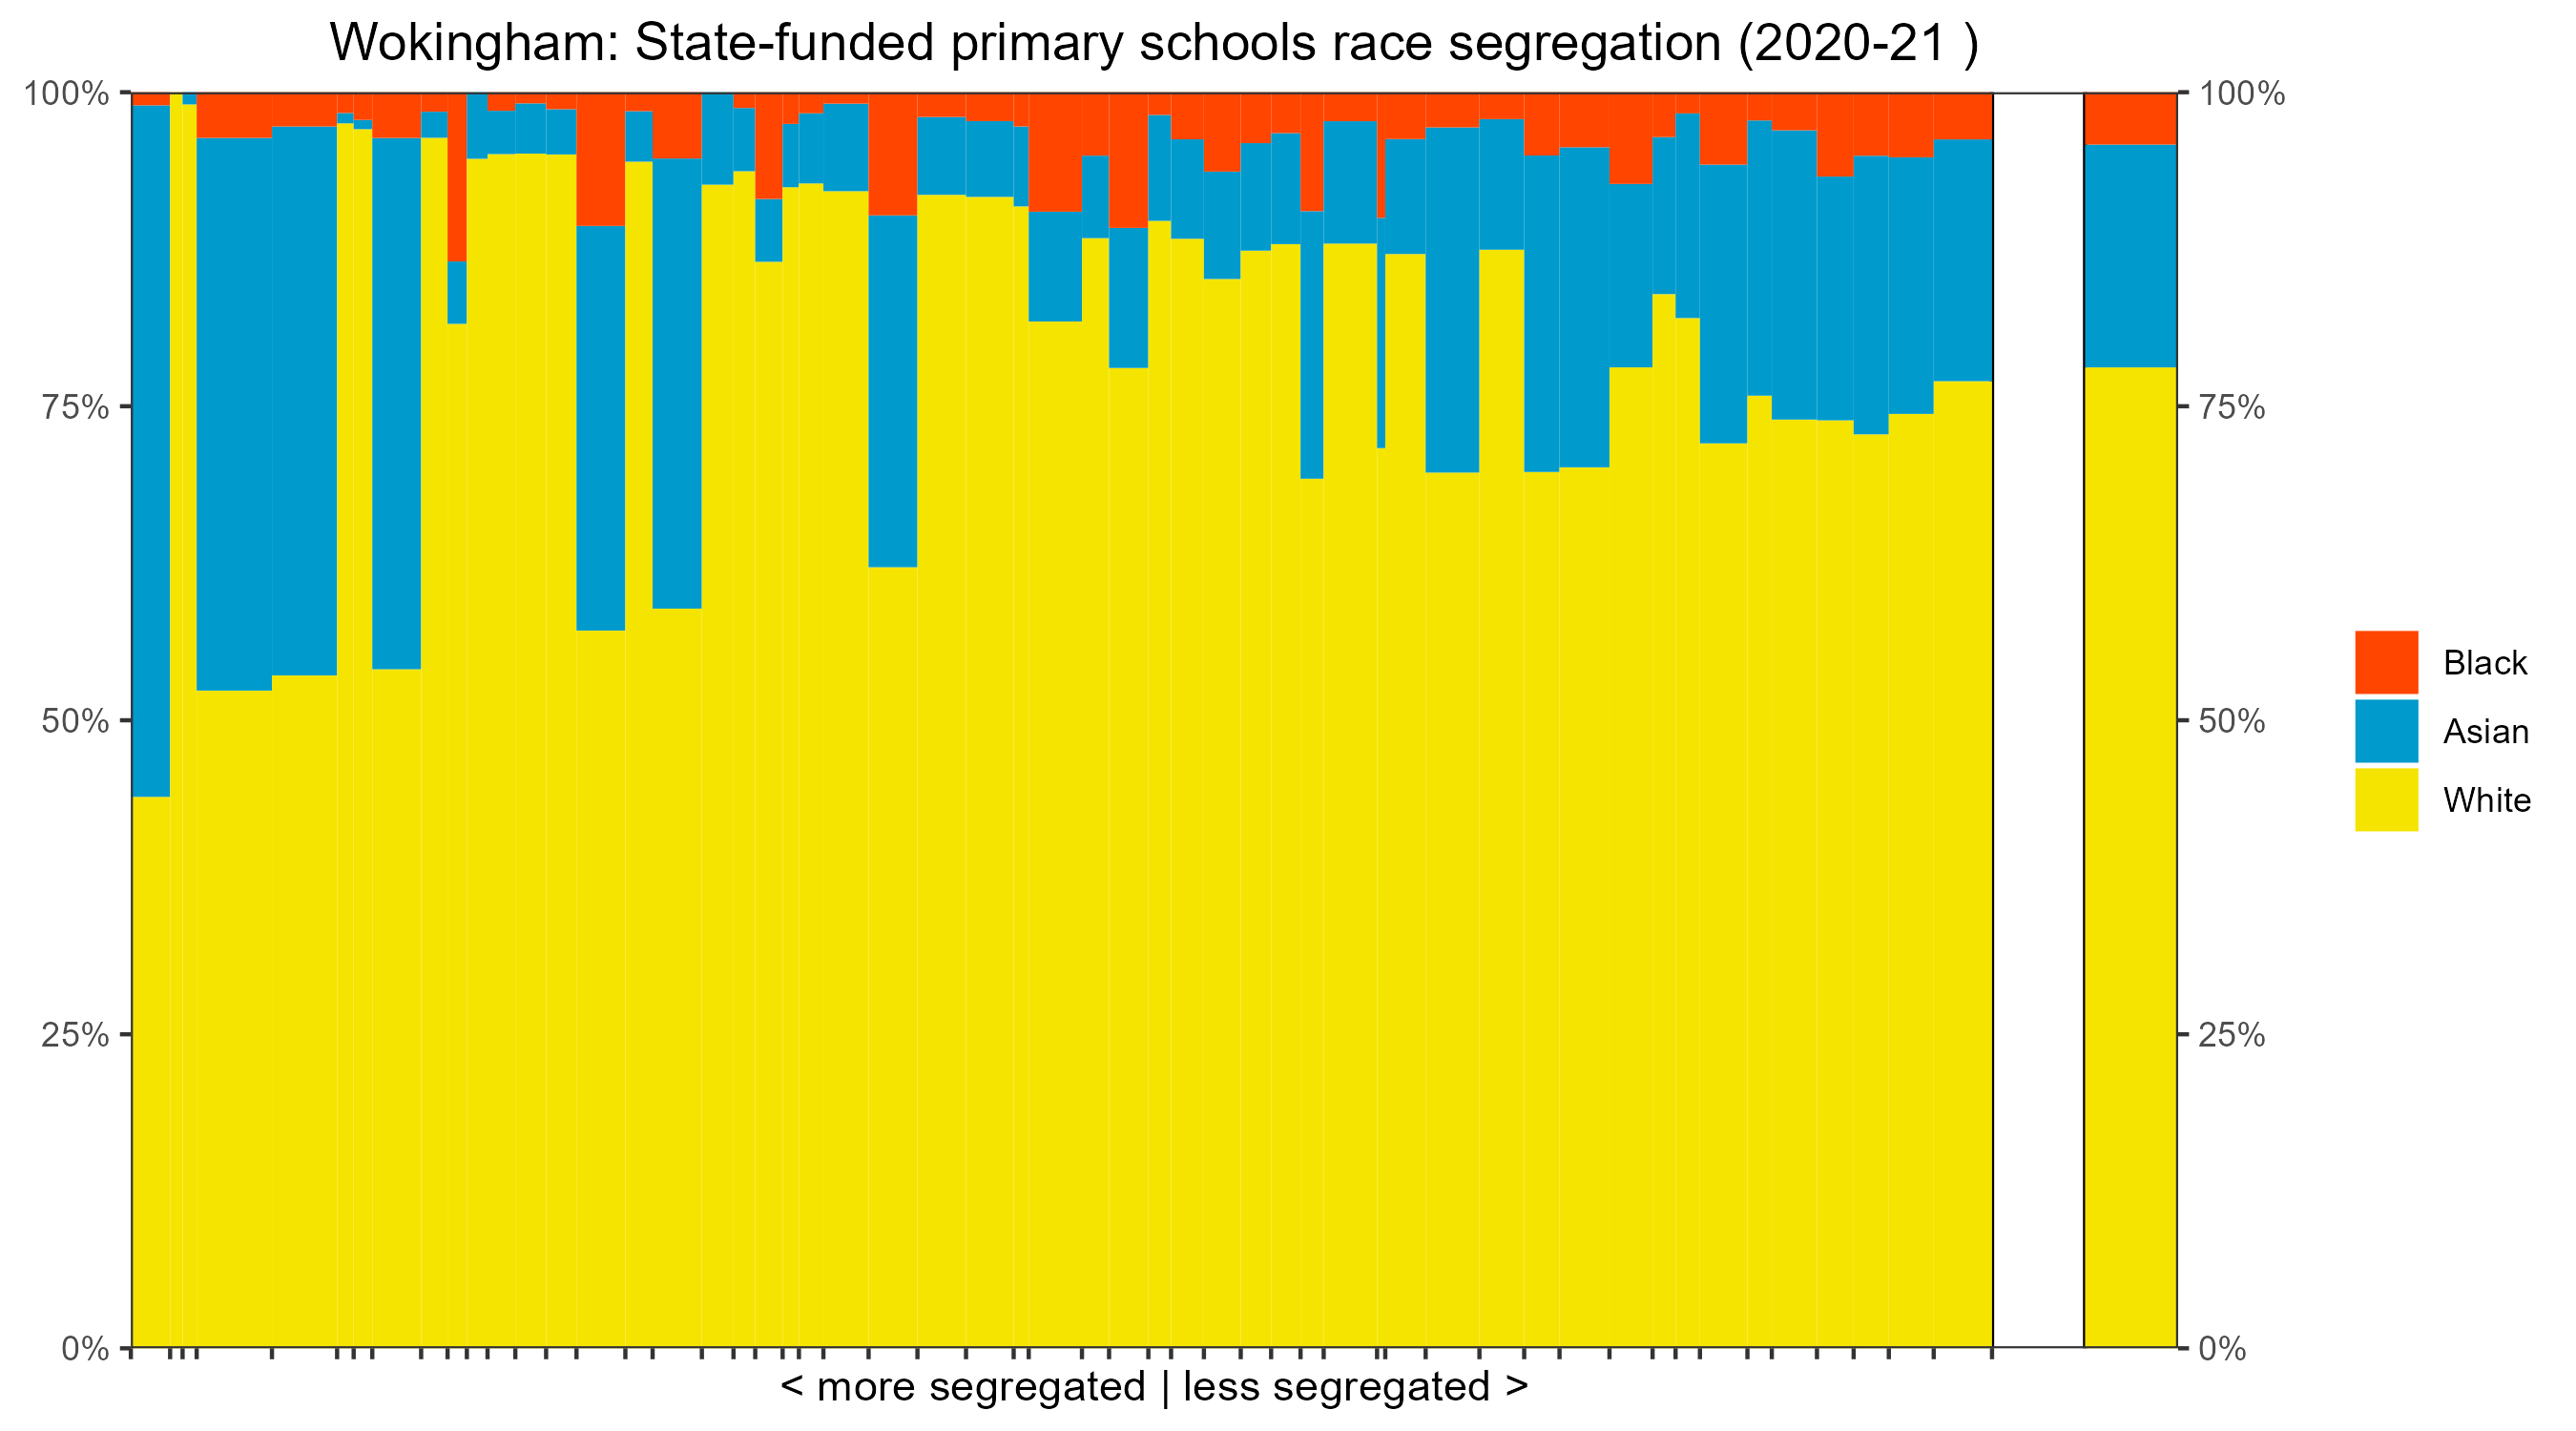 Wokingham: State-funded primary schools race segregation (2020-21 )
100%
75%
50%
25%
0%
100%
75%
50%
25%
0%
Black
Asian
White
< more segregated | less segregated >